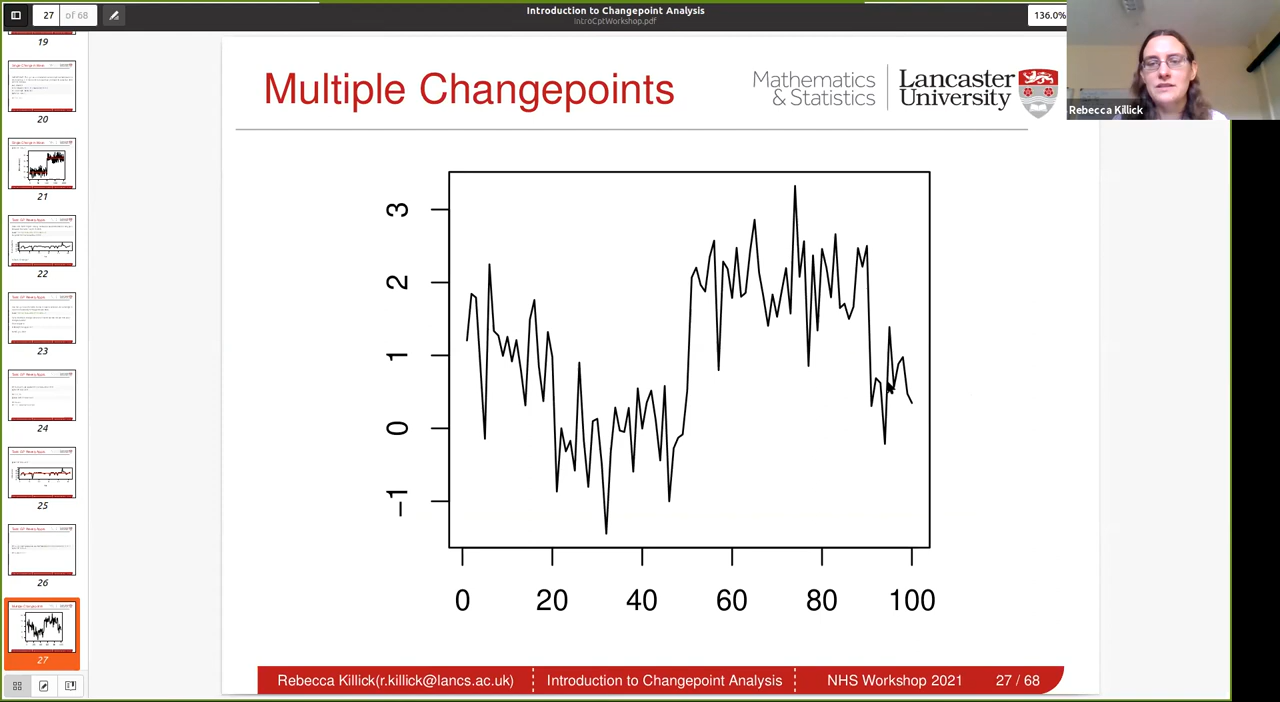 Introduction to Changepoint Analysis
IntroCptWorkshop.pdf
27 of 68
136.0%
Rebecca Killick
Multiple Changepoints
Mathematics
& Statistics
Lancaster
University
3
2
1
0
−1
0 20 40 60 80 100
Rebecca Killick(r.killick@lancs.ac.uk) Introduction to Changepoint Analysis NHS Workshop 2021 27 / 68
19
20
21
22
23
24
25
26
27